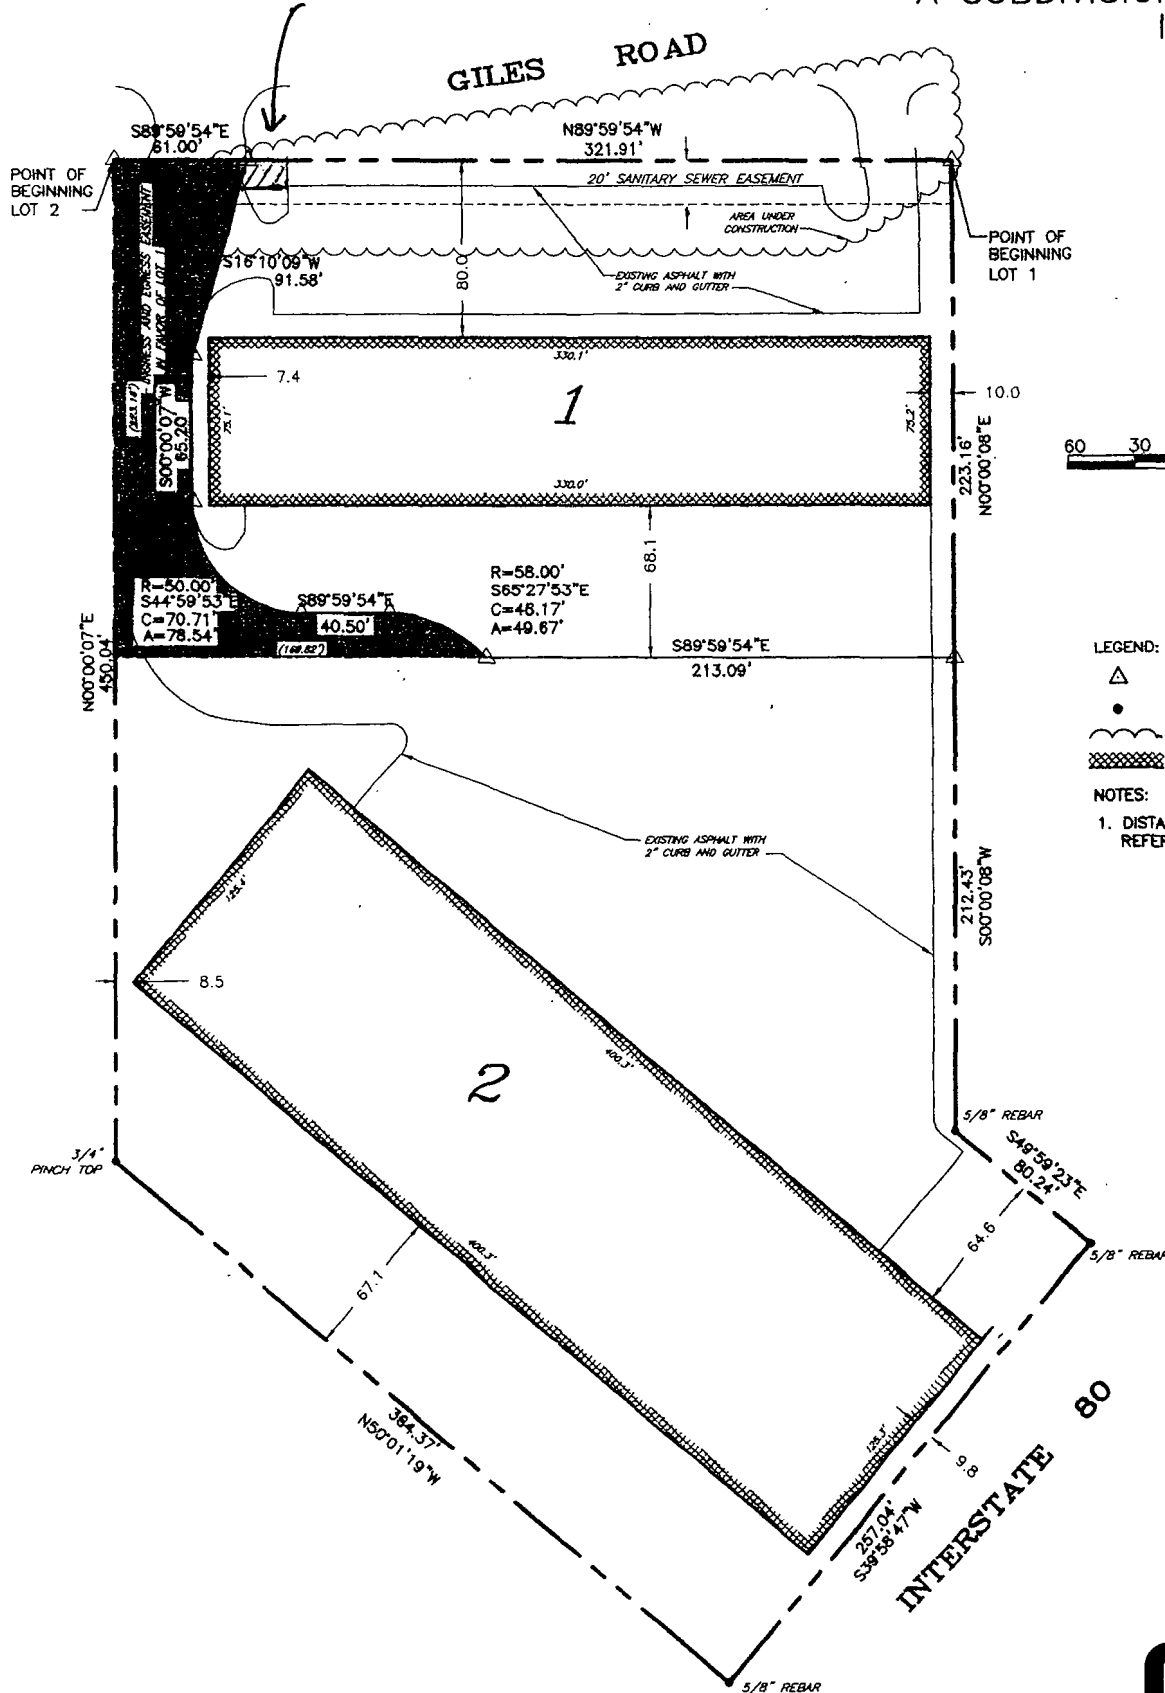 GILES ROAD
S89°59'54"E
61.00'
N89°59'54"W
321.91'
POINT OF
BEGINNING
LOT 2
20' SANITARY SEWER EASEMENT
AREA UNDER
CONSTRUCTION
POINT OF
BEGINNING
LOT 1
INGRESS AND EGRESS EASEMENT
IN FAVOR OF LOT 1
S16°10'09"W
91.58'
80.0
EXISTING ASPHALT WITH
2" CURB AND GUTTER
330.1'
7.4
1
75.1'
75.2'
10.0
S00°00'07"W
65.20'
330.0'
223.16'
N00°00'08"E
60 30
68.1
R=50.00'
S44°59'53"E
C=70.71'
A=78.54'
S89°59'54"E
40.50'
R=58.00'
S65°27'53"E
C=48.17'
A=49.67'
S89°59'54"E
213.09'
N00°00'07"E
450.04'
LEGEND:
NOTES:
1. DISTA
REFER
EXISTING ASPHALT WITH
2" CURB AND GUTTER
125.4'
212.43'
S00°00'08"W
8.5
400.3'
2
5/8" REBAR
S49°59'23"E
80.24'
3/4"
PINCH TOP
64.6
5/8" REBAR
400.3'
67.1
384.37'
N50°01'19"W
125.3'
9.8
257.04'
S39°58'47"W
INTERSTATE 80
5/8" REBAR